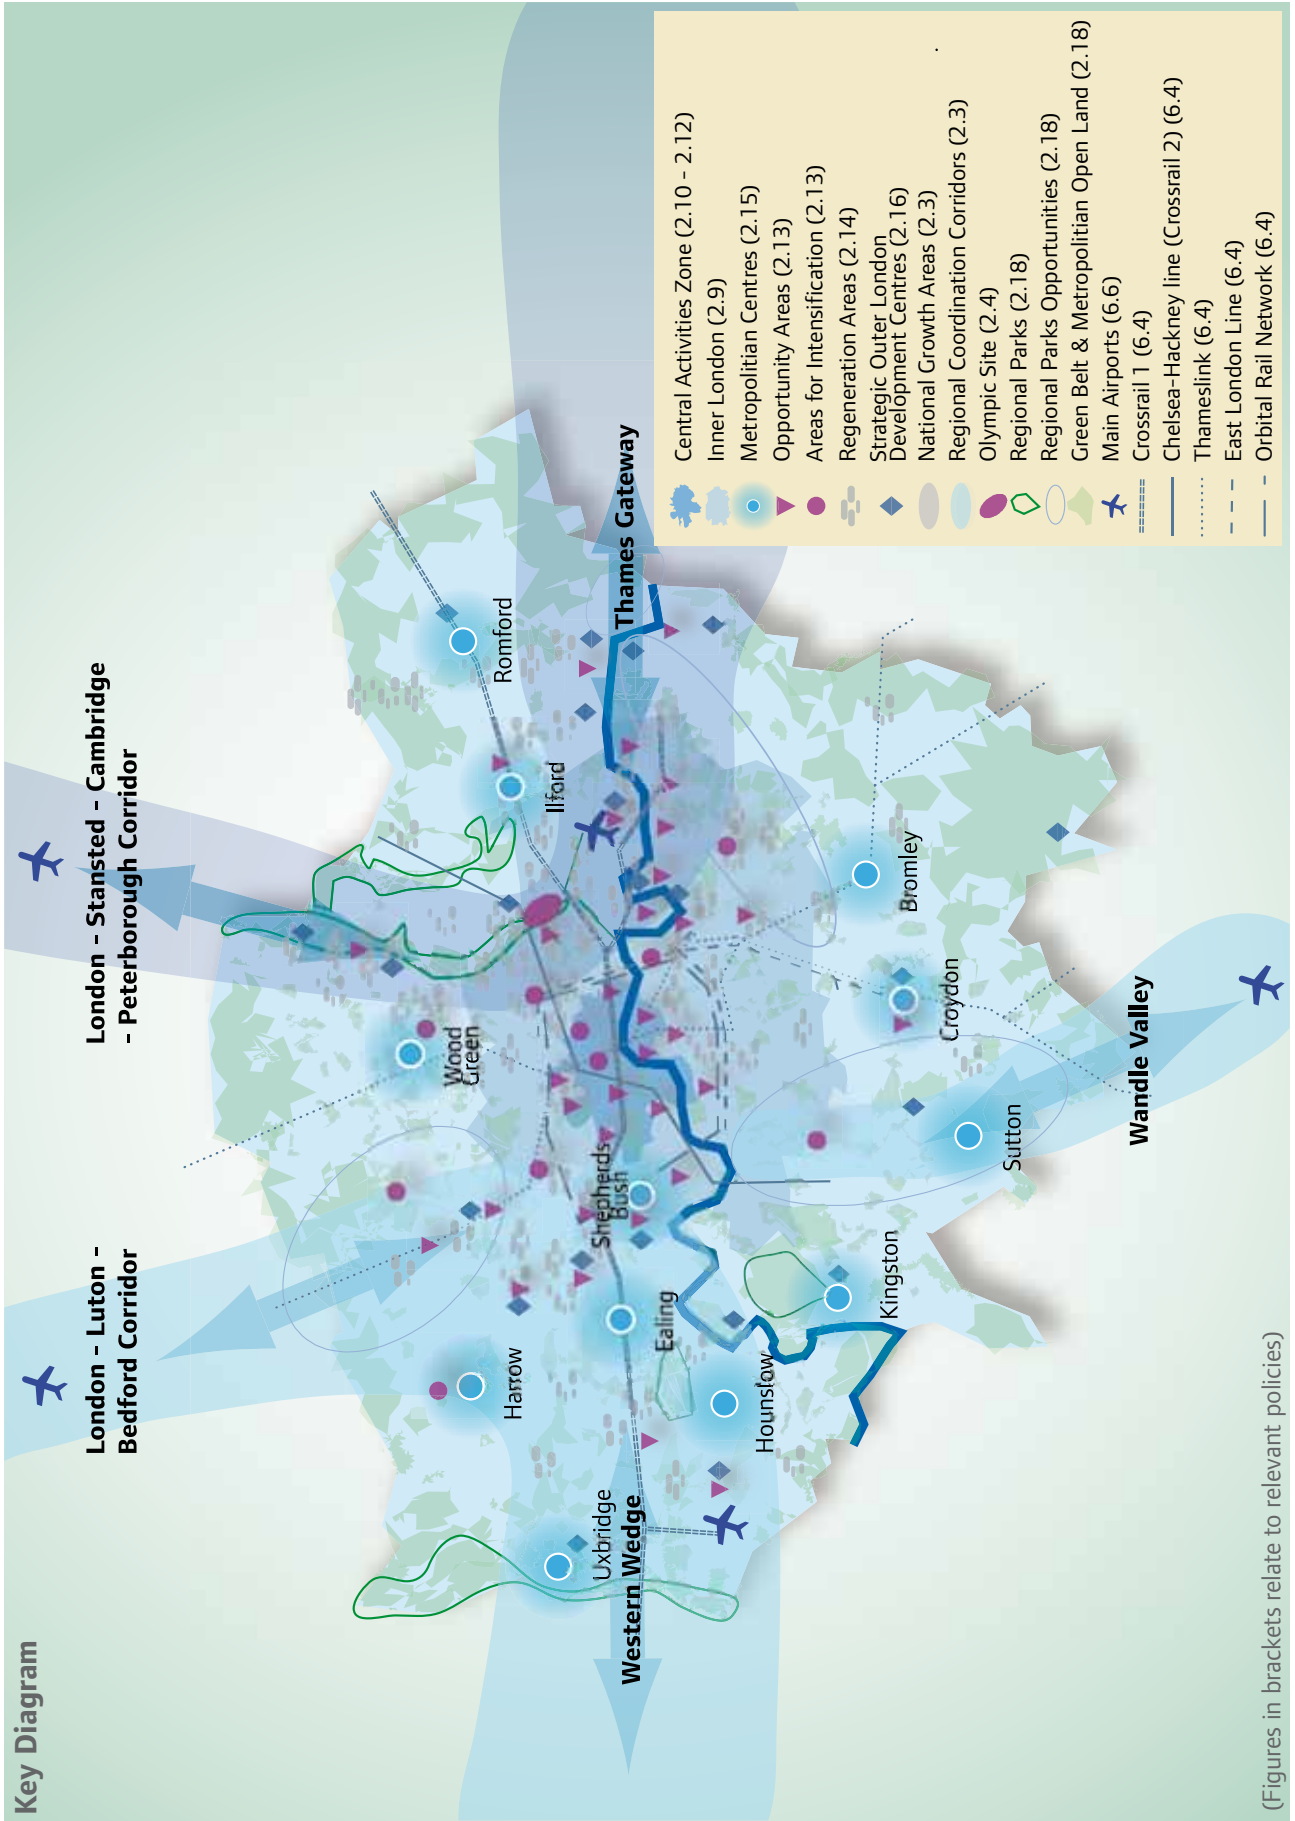 Key Diagram
London – Luton –
Bedford Corridor
London – Stansted – Cambridge
– Peterborough Corridor
Wood
Green
Harrow
Romford
Ilford
Uxbridge
Western Wedge
Ealing
Shepherds
Bush
Thames Gateway
Hounslow
Kingston
Sutton
Croydon
Bromley
Wandle Valley
Central Activities Zone (2.10 – 2.12)
Inner London (2.9)
Metropolitan Centres (2.15)
Opportunity Areas (2.13)
Areas for Intensification (2.13)
Regeneration Areas (2.14)
Strategic Outer London
Development Centres (2.16)
National Growth Areas (2.3)
Regional Coordination Corridors (2.3)
Olympic Site (2.4)
Regional Parks (2.18)
Regional Parks Opportunities (2.18)
Green Belt & Metropolitan Open Land (2.18)
Main Airports (6.6)
Crossrail 1 (6.4)
Chelsea-Hackney line (Crossrail 2) (6.4)
Thameslink (6.4)
East London Line (6.4)
Orbital Rail Network (6.4)
(Figures in brackets relate to relevant policies)